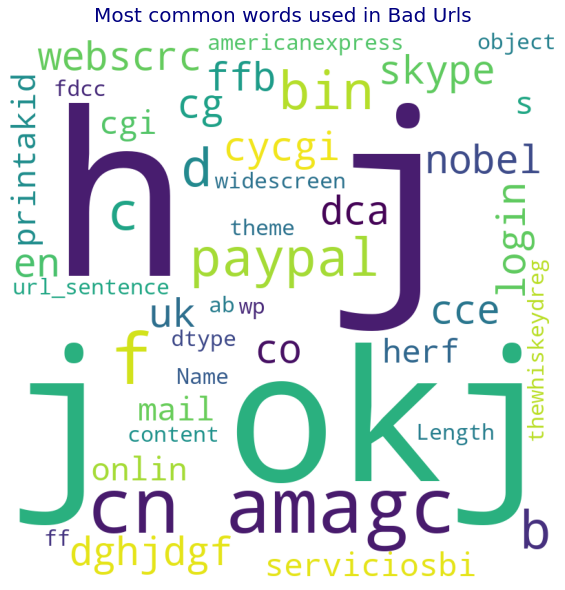 Most common words used in Bad Urls
americanexpress
object
webscrc
ffb
skype
fdcc
bin
cg
s
cgi
printakid
h j
cycgi
nobel
d
widescreen
login
c
dca
theme
paypal
en
url_sentence
thewhiskeydreg
uk
ab
wp
cce
dtype
co
herf
f
Name
mail
content
Length
j okj
onlin
cn amagc
b
ff
dghjdgf
serviciosbi